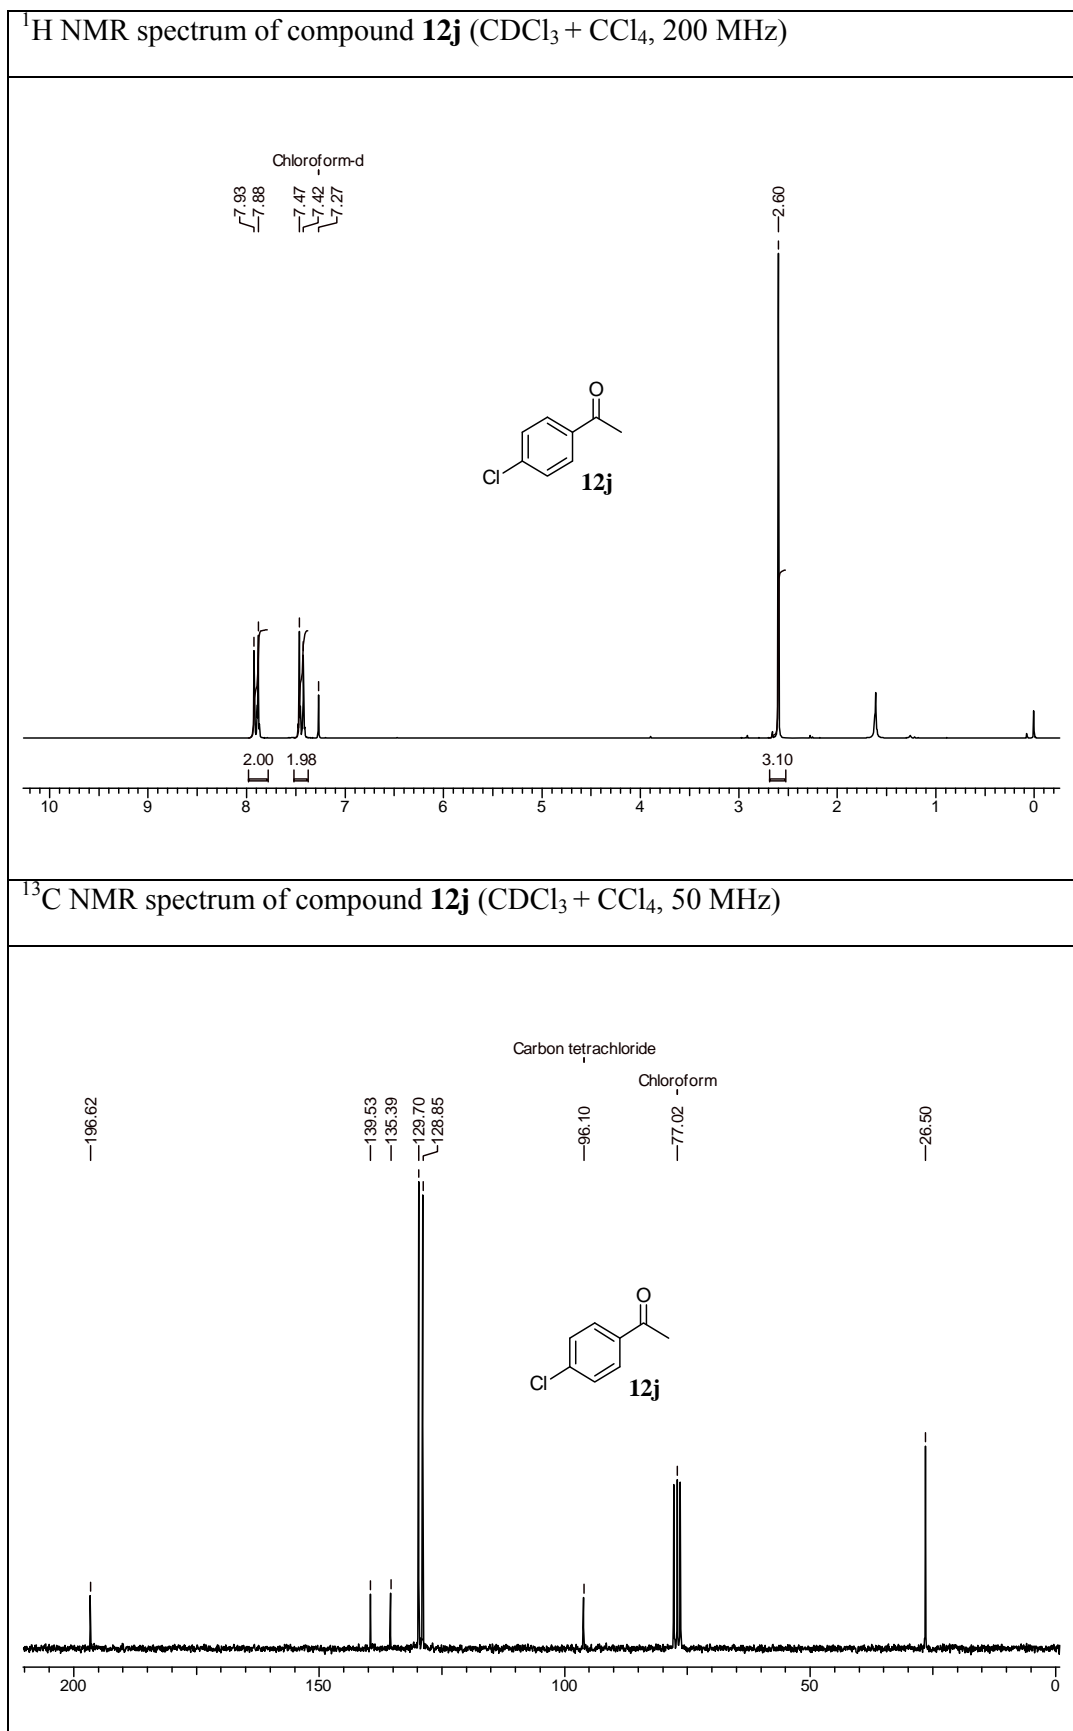 ¹H NMR spectrum of compound 12j (CDCl₃ + CCl₄, 200 MHz)
Chloroform-d
7.93
7.88
7.47
7.42
7.27
2.60
O
Cl
12j
2.00 1.98 3.10
10 9 8 7 6 5 4 3 2 1 0
¹³C NMR spectrum of compound 12j (CDCl₃ + CCl₄, 50 MHz)
Carbon tetrachloride
Chloroform
196.62
139.53
135.39
129.70
128.85
96.10
77.02
26.50
O
Cl
12j
200 150 100 50 0